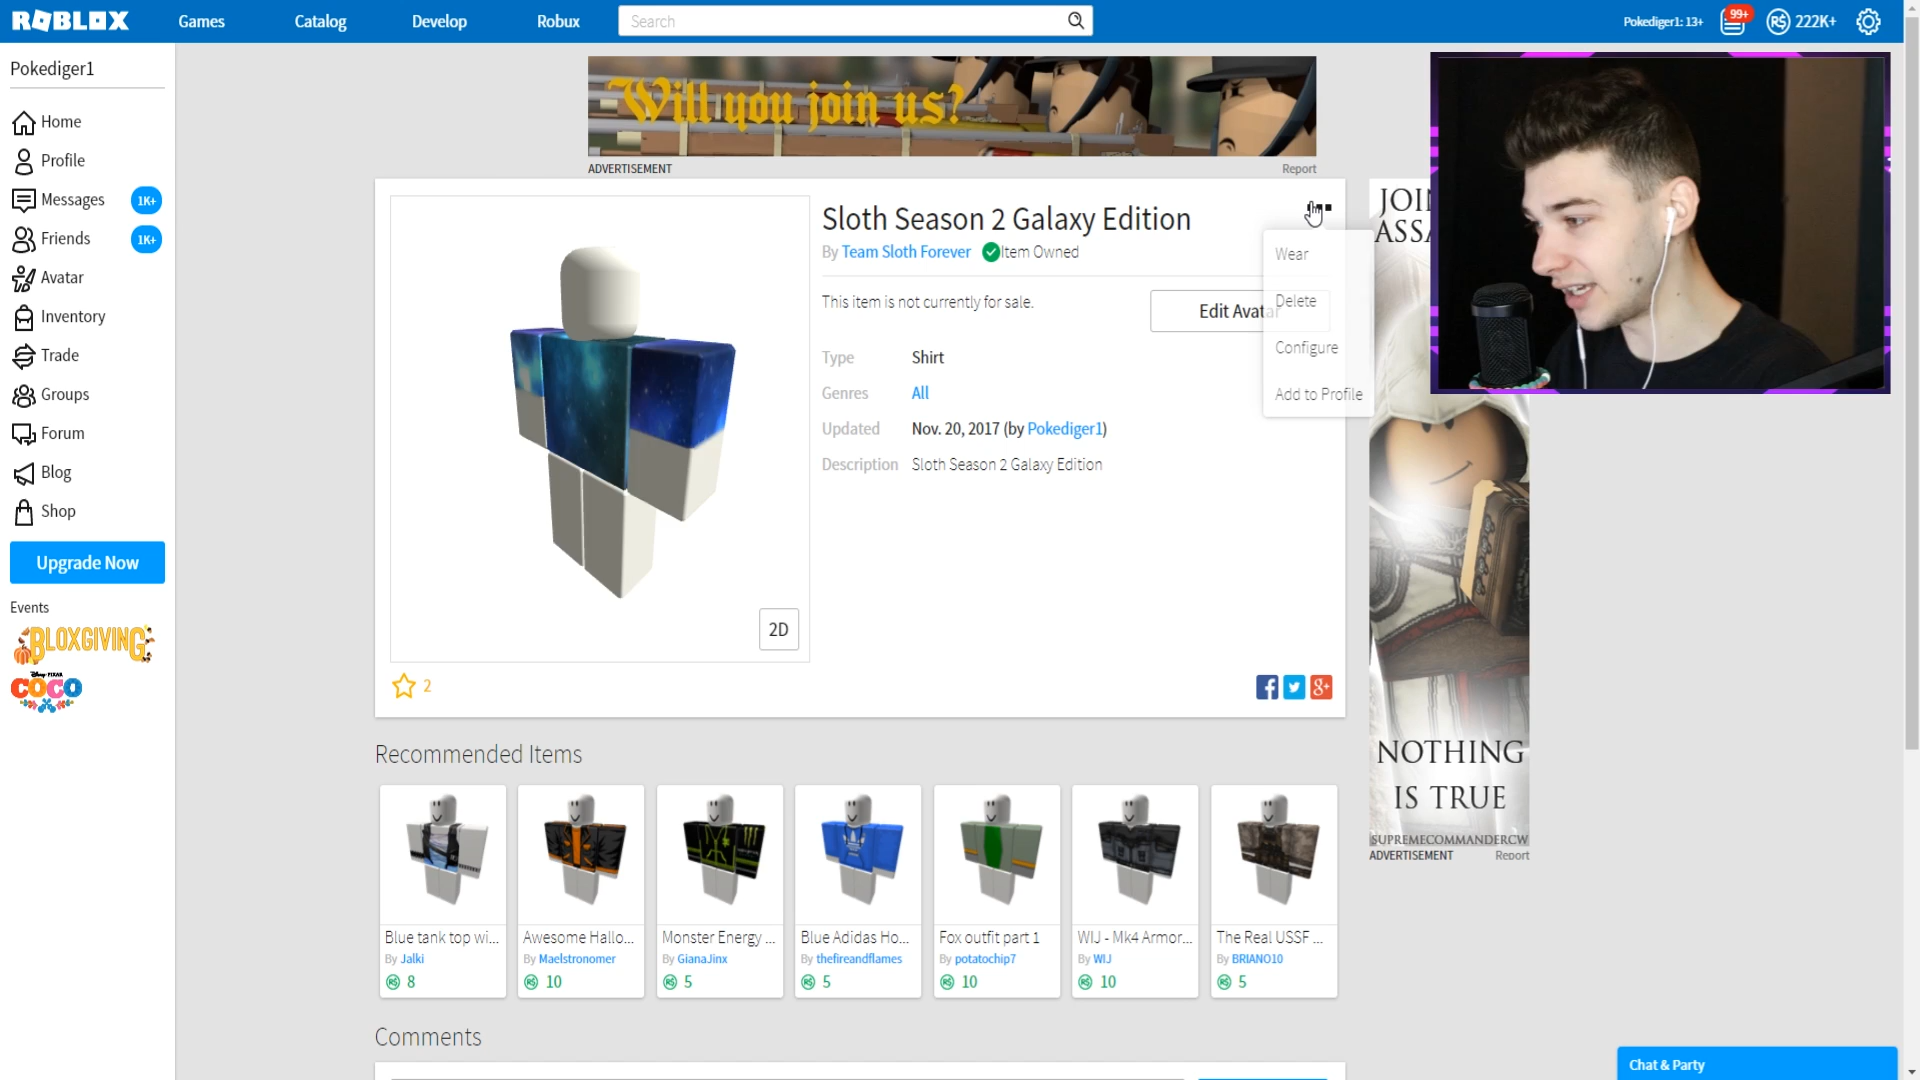 ROBLOX
Games
Catalog
Develop
Robux
Search
Pokediger1: 13+
99+
R$ 222K+
Pokediger1
Home
Profile
Messages 1K+
Friends 1K+
Avatar
Inventory
Trade
Groups
Forum
Blog
Shop
Upgrade Now
Events
BLOXGIVING
Disney PIXAR
COCO
Will you join us?
ADVERTISEMENT
Report
Sloth Season 2 Galaxy Edition
By Team Sloth Forever Item Owned
This item is not currently for sale.
Edit Avatar
Wear
Delete
Configure
Add to Profile
Type Shirt
Genres All
Updated Nov. 20, 2017 (by Pokediger1)
Description Sloth Season 2 Galaxy Edition
2D
2
Recommended Items
Blue tank top wi...
By Jalki
R$ 8
Awesome Hallo...
By Maelstronomer
R$ 10
Monster Energy ...
By GianaJinx
R$ 5
Blue Adidas Ho...
By thefireandflames
R$ 5
Fox outfit part 1
By potatochip7
R$ 10
WIJ - Mk4 Armor...
By WIJ
R$ 10
The Real USSF ...
By BRIANO10
R$ 5
Comments
NOTHING
IS TRUE
SUPREMECOMMANDERCW
ADVERTISEMENT
Report
Chat & Party